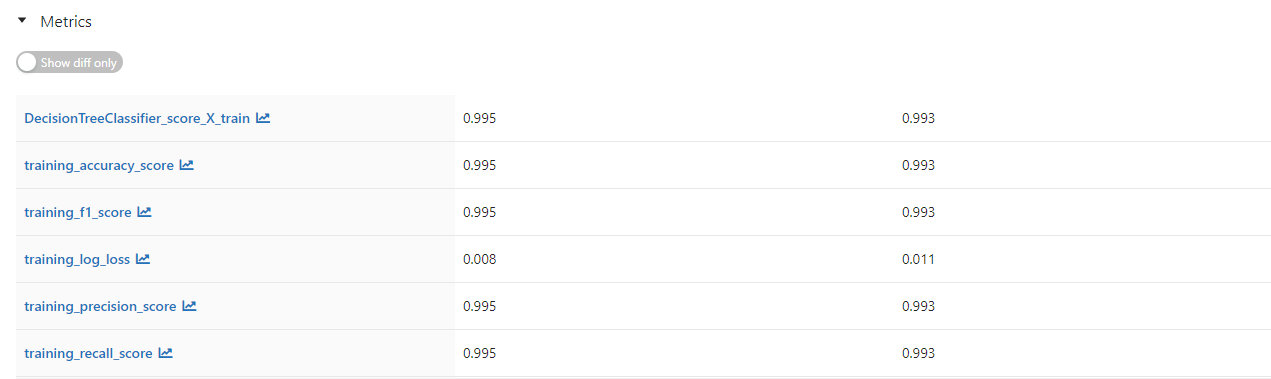 Metrics
Show diff only
DecisionTreeClassifier_score_X_train 0.995 0.993
training_accuracy_score 0.995 0.993
training_f1_score 0.995 0.993
training_log_loss 0.008 0.011
training_precision_score 0.995 0.993
training_recall_score 0.995 0.993